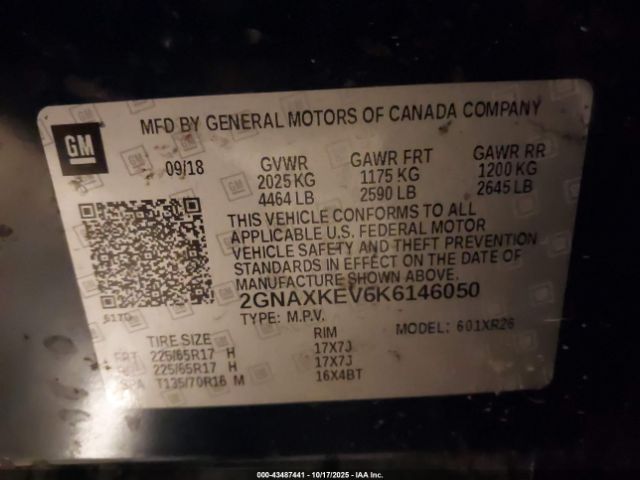 MFD BY GENERAL MOTORS OF CANADA COMPANY
GM
09/18 GVWR GAWR FRT GAWR RR
2025 KG 1175 KG 1200 KG
4464 LB 2590 LB 2645 LB
THIS VEHICLE CONFORMS TO ALL
APPLICABLE U.S. FEDERAL MOTOR
VEHICLE SAFETY AND THEFT PREVENTION
STANDARDS IN EFFECT ON THE DATE OF
MANUFACTURE SHOWN ABOVE.
2GNAXKEV6K6146050
TYPE: M.P.V. MODEL: 601XR26
TIRE SIZE RIM
FRT 225/65R17 H 17X7J
225/65R17 H 17X7J
SPA T135/70R16 M 16X4BT
000-43487441 - 10/17/2025 - IAA Inc.